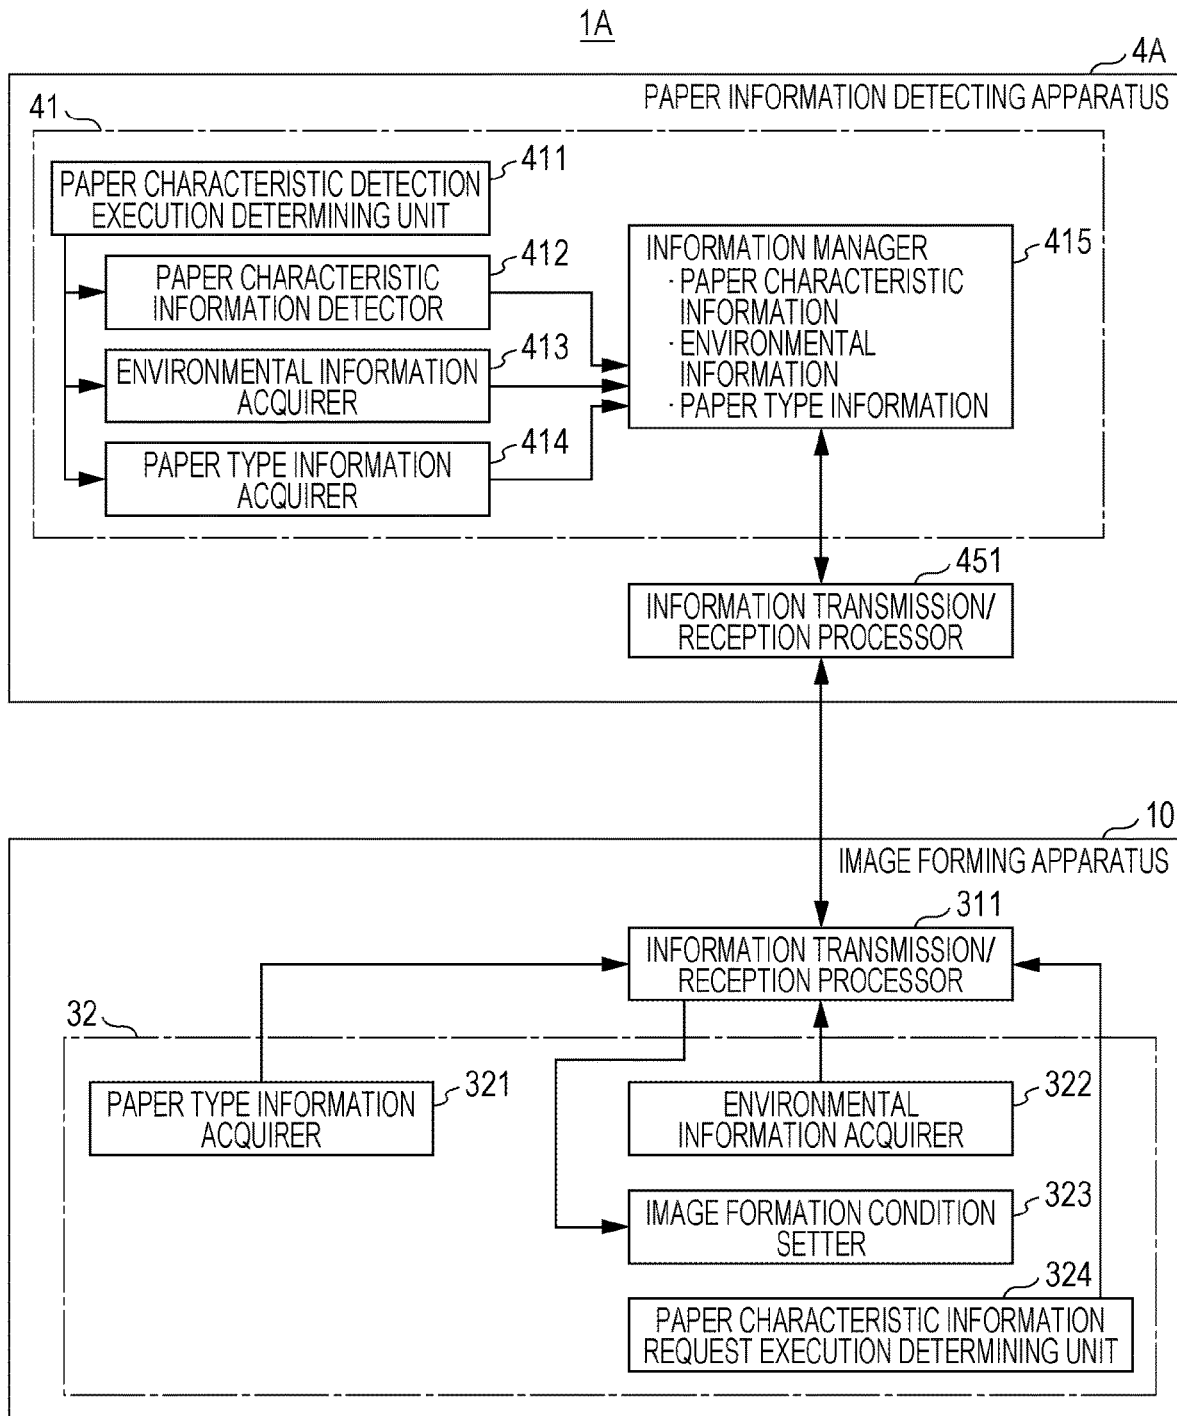 1A
4A
PAPER INFORMATION DETECTING APPARATUS
41
411
PAPER CHARACTERISTIC DETECTION
EXECUTION DETERMINING UNIT
412
PAPER CHARACTERISTIC
INFORMATION DETECTOR
413
ENVIRONMENTAL INFORMATION
ACQUIRER
414
PAPER TYPE INFORMATION
ACQUIRER
415
INFORMATION MANAGER
· PAPER CHARACTERISTIC
INFORMATION
· ENVIRONMENTAL
INFORMATION
· PAPER TYPE INFORMATION
451
INFORMATION TRANSMISSION/
RECEPTION PROCESSOR
10
IMAGE FORMING APPARATUS
311
INFORMATION TRANSMISSION/
RECEPTION PROCESSOR
32
321
PAPER TYPE INFORMATION
ACQUIRER
322
ENVIRONMENTAL
INFORMATION ACQUIRER
323
IMAGE FORMATION CONDITION
SETTER
324
PAPER CHARACTERISTIC INFORMATION
REQUEST EXECUTION DETERMINING UNIT